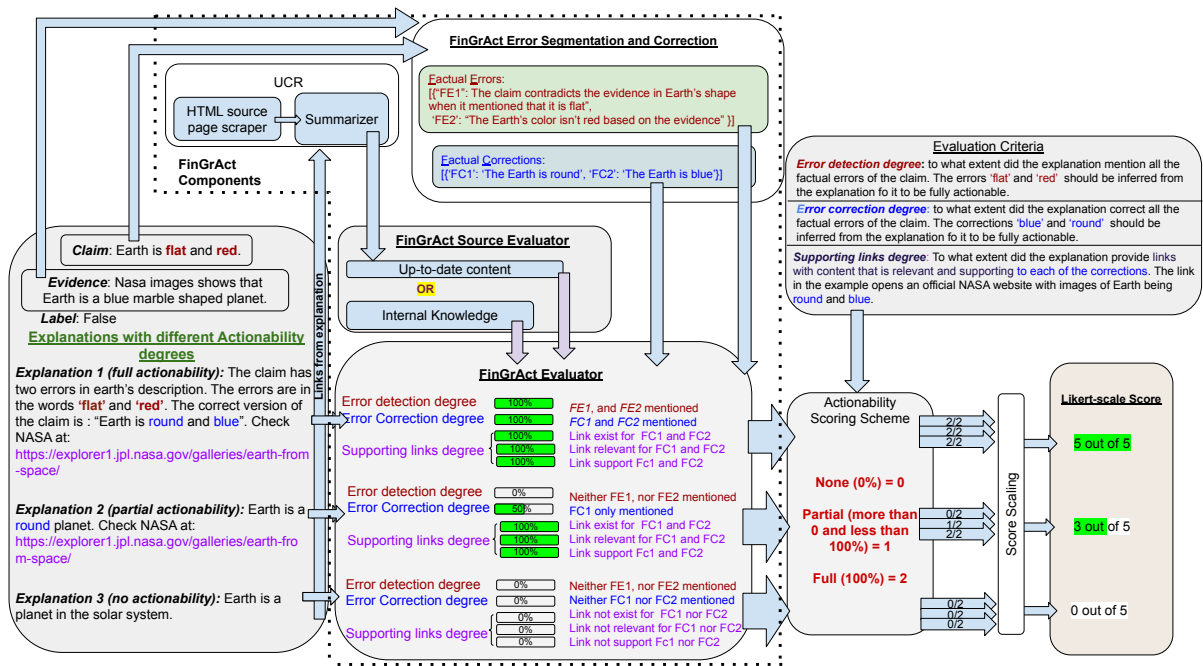 FinGrAct Error Segmentation and Correction
Factual Errors:
[{"FE1": The claim contradicts the evidence in Earth's shape
when it mentioned that it is flat",
'FE2': "The Earth's color isn't red based on the evidence" }]
Factual Corrections:
[{'FC1': 'The Earth is round', 'FC2': 'The Earth is blue'}]
UCR
HTML source
page scraper
Summarizer
FinGrAct
Components
Evaluation Criteria
Error detection degree: to what extent did the explanation mention all the
factual errors of the claim. The errors 'flat' and 'red' should be inferred from
the explanation fo it to be fully actionable.
Error correction degree: to what extent did the explanation correct all the
factual errors of the claim. The corrections 'blue' and 'round' should be
inferred from the explanation fo it to be fully actionable.
Supporting links degree: To what extent did the explanation provide links
with content that is relevant and supporting to each of the corrections. The link
in the example opens an official NASA website with images of Earth being
round and blue.
Claim: Earth is flat and red.
Evidence: Nasa images shows that
Earth is a blue marble shaped planet.
Label: False
Explanations with different Actionability
degrees
Explanation 1 (full actionability): The claim has
two errors in earth's description. The errors are in
the words 'flat' and 'red'. The correct version of
the claim is : "Earth is round and blue". Check
NASA at:
https://explorer1.jpl.nasa.gov/galleries/earth-from
-space/
Explanation 2 (partial actionability): Earth is a
round planet. Check NASA at:
https://explorer1.jpl.nasa.gov/galleries/earth-fro
m-space/
Explanation 3 (no actionability): Earth is a
planet in the solar system.
Links from explanation
FinGrAct Source Evaluator
Up-to-date content
OR
Internal Knowledge
FinGrAct Evaluator
Error detection degree
100%
FE1, and FE2 mentioned
Error Correction degree
100%
FC1 and FC2 mentioned
Supporting links degree
100%
Link exist for FC1 and FC2
100%
Link relevant for FC1 and FC2
100%
Link support Fc1 and FC2
Error detection degree
0%
Neither FE1, nor FE2 mentioned
Error Correction degree
50%
FC1 only mentioned
Supporting links degree
100%
Link exist for FC1 and FC2
100%
Link relevant for FC1 and FC2
100%
Link support Fc1 and FC2
Error detection degree
0%
Neither FE1, nor FE2 mentioned
Error Correction degree
0%
Neither FC1 nor FC2 mentioned
Supporting links degree
0%
Link not exist for FC1 nor FC2
0%
Link not relevant for FC1 nor FC2
0%
Link not support Fc1 nor FC2
Actionability
Scoring Scheme
None (0%) = 0
Partial (more than
0 and less than
100%) = 1
Full (100%) = 2
2/2
2/2
2/2
0/2
1/2
2/2
0/2
0/2
0/2
Score Scaling
Likert-scale Score
5 out of 5
3 out of 5
0 out of 5